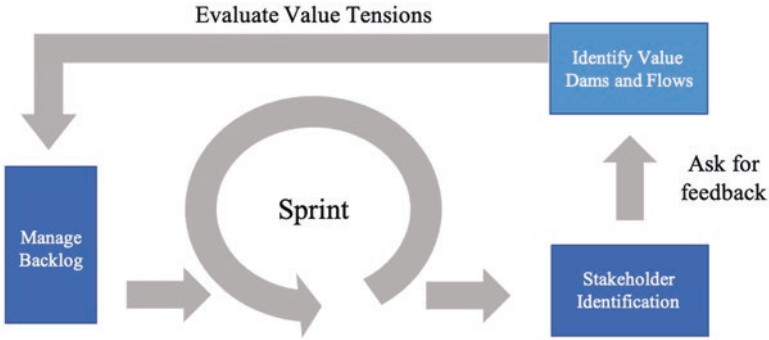 Evaluate Value Tensions
Identify Value
Dams and Flows
Ask for
feedback
Sprint
Manage
Backlog
Stakeholder
Identification